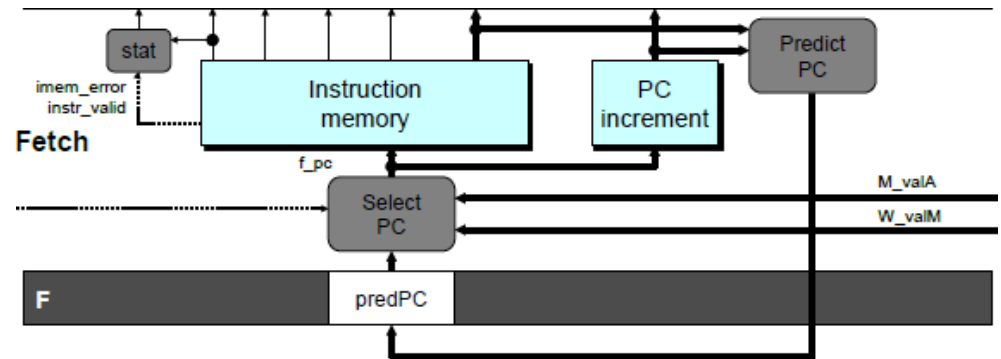 stat
Predict
PC
imem_error
instr_valid
Instruction
memory
PC
increment
Fetch
f_pc
Select
PC
M_valA
W_valM
F
predPC